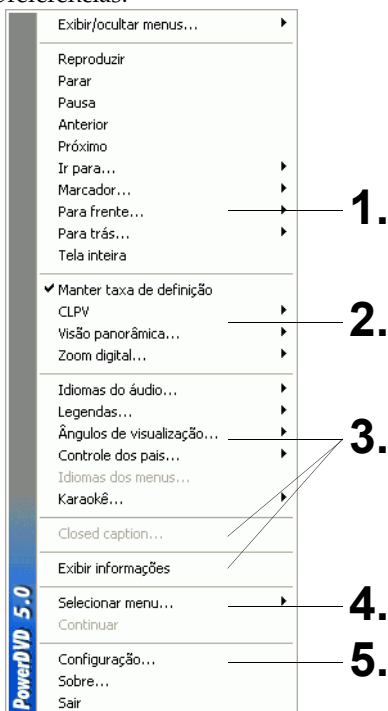 preferências.
Exibir/ocultar menus...
Reproduzir
Parar
Pausa
Anterior
Próximo
Ir para...
Marcador...
Para frente...
1.
Para trás...
Tela inteira
Manter taxa de definição
CLPV
2.
Visão panorâmica...
Zoom digital...
Idiomas do áudio...
Legendas...
Ângulos de visualização...
3.
Controle dos pais...
Idiomas dos menus...
Karaokê...
Closed caption...
Exibir informações
Selecionar menu...
4.
Continuar
Configuração...
5.
Sobre...
Sair
PowerDVD 5.0